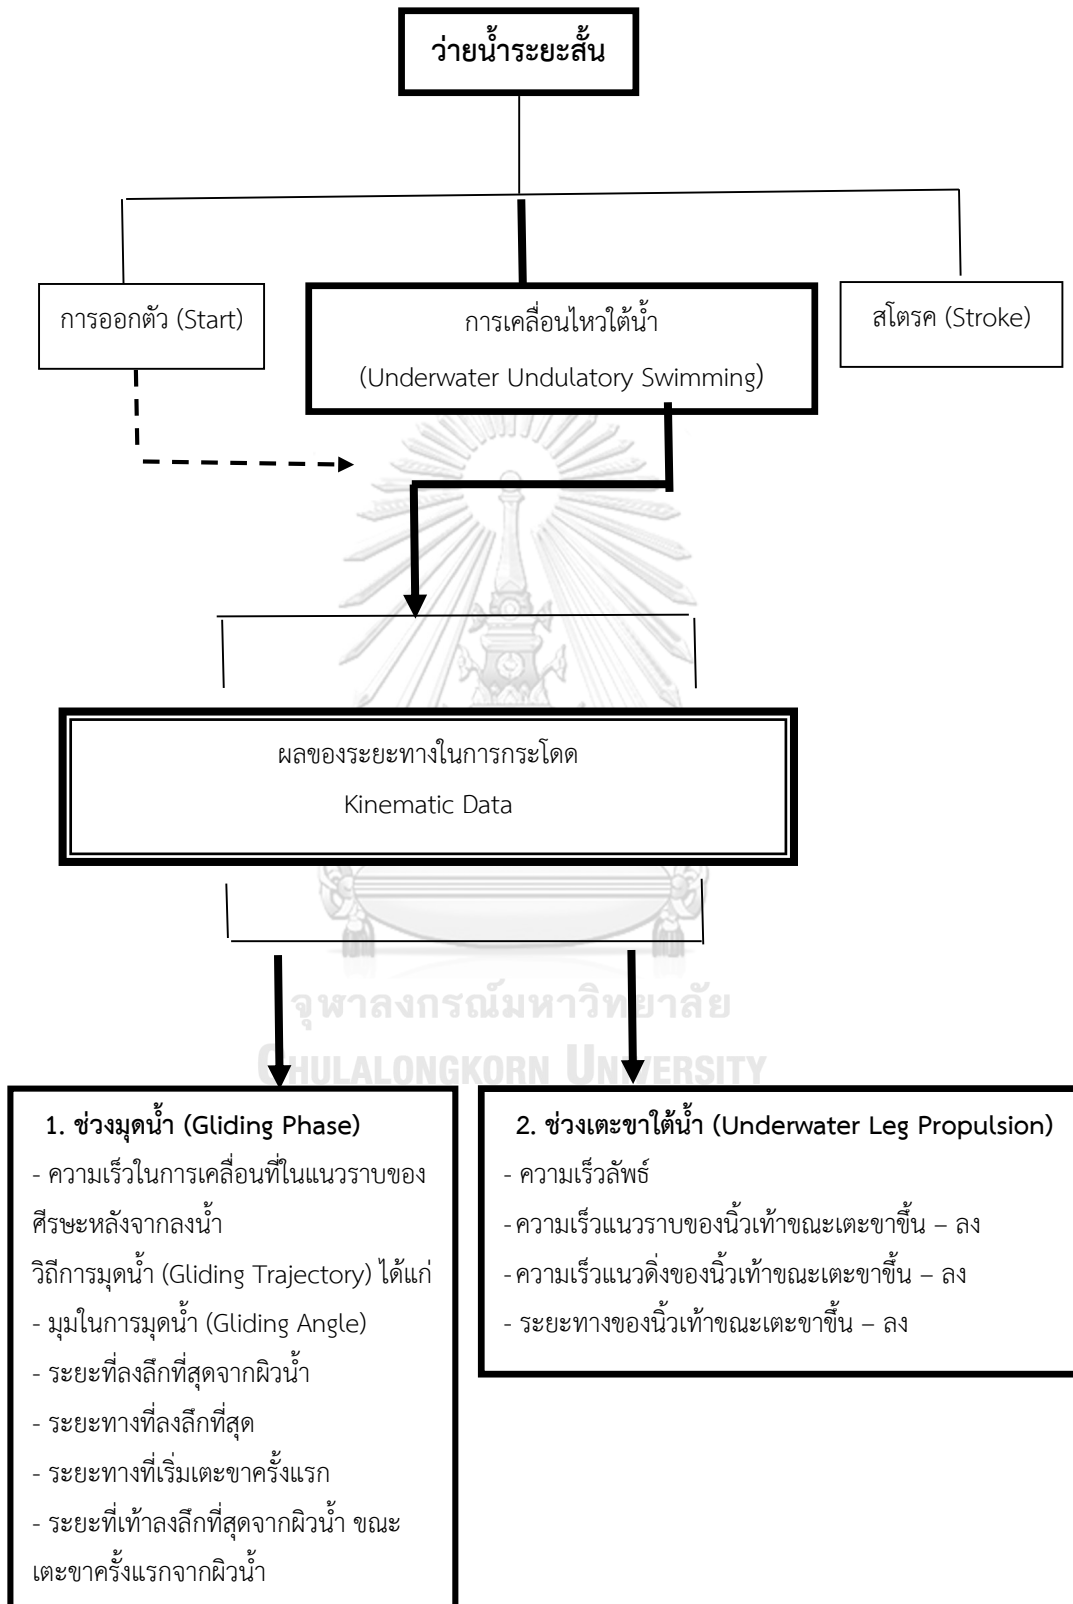 ว่ายน้ำระยะสั้น
การออกตัว (Start)
การเคลื่อนไหวใต้น้ำ
(Underwater Undulatory Swimming)
สโตรค (Stroke)
ผลของระยะทางในการกระโดด
Kinematic Data
จุฬาลงกรณ์มหาวิทยาลัย
CHULALONGKORN UNIVERSITY
1. ช่วงมุดน้ำ (Gliding Phase)
- ความเร็วในการเคลื่อนที่ในแนวราบของ
ศีรษะหลังจากลงน้ำ
วิถีการมุดน้ำ (Gliding Trajectory) ได้แก่
- มุมในการมุดน้ำ (Gliding Angle)
- ระยะที่ลงลึกที่สุดจากผิวน้ำ
- ระยะทางที่ลงลึกที่สุด
- ระยะทางที่เริ่มเตะขาครั้งแรก
- ระยะที่เท้าลงลึกที่สุดจากผิวน้ำ ขณะ
เตะขาครั้งแรกจากผิวน้ำ
2. ช่วงเตะขาใต้น้ำ (Underwater Leg Propulsion)
- ความเร็วลัพธ์
- ความเร็วแนวราบของนิ้วเท้าขณะเตะขาขึ้น – ลง
- ความเร็วแนวดิ่งของนิ้วเท้าขณะเตะขาขึ้น – ลง
- ระยะทางของนิ้วเท้าขณะเตะขาขึ้น – ลง